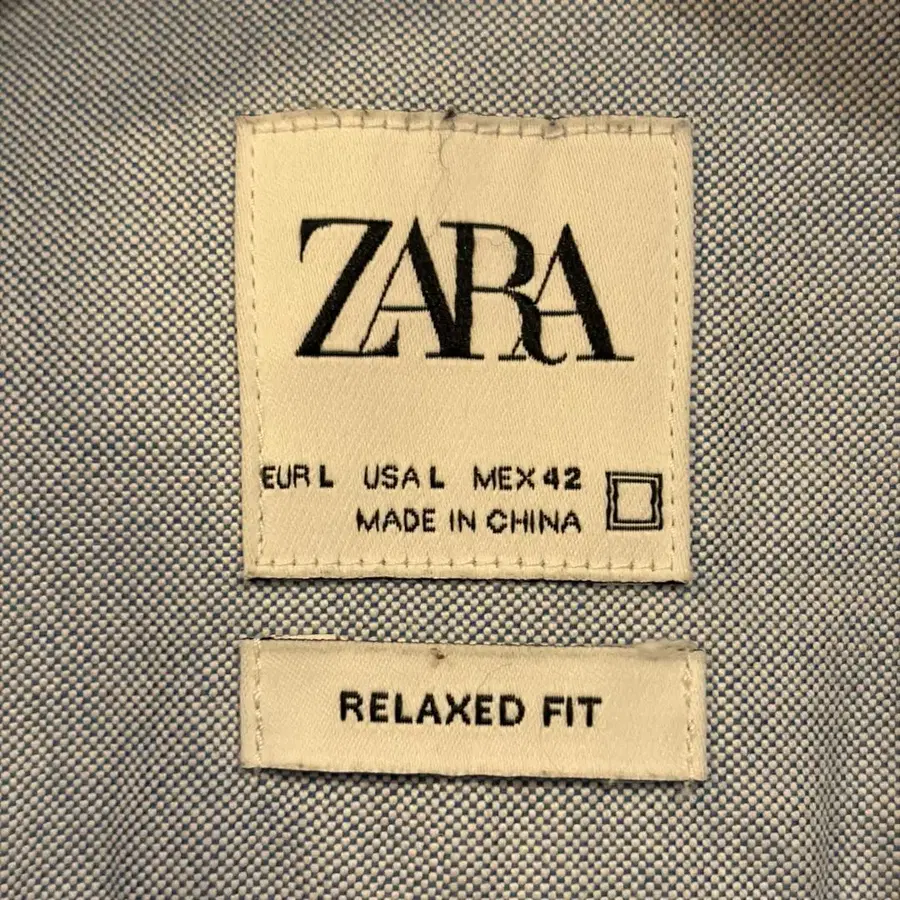 ZARA
EUR L USA L MEX 42
MADE IN CHINA
RELAXED FIT